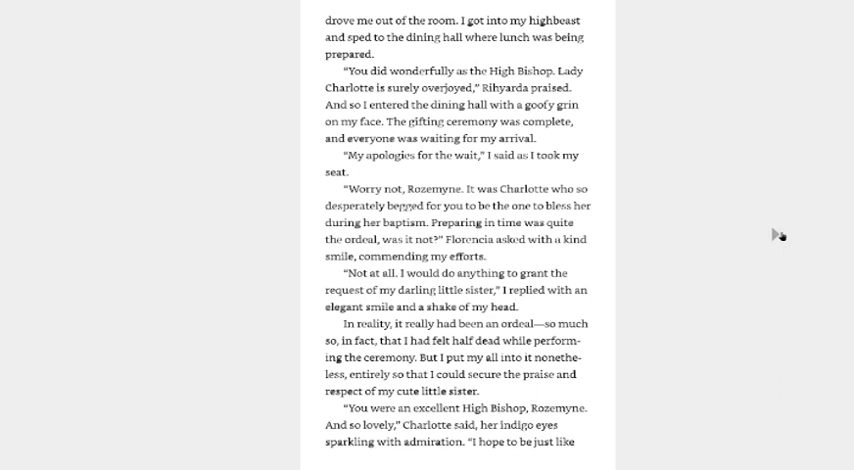 drove me out of the room. I got into my highbeast
and sped to the dining hall where lunch was being
prepared.
“You did wonderfully as the High Bishop. Lady
Charlotte is surely overjoyed,” Rihyarda praised.
And so I entered the dining hall with a goofy grin
on my face. The gifting ceremony was complete,
and everyone was waiting for my arrival.
“My apologies for the wait,” I said as I took my
seat.
“Worry not, Rozemyne. It was Charlotte who so
desperately begged for you to be the one to bless her
during her baptism. Preparing in time was quite
the ordeal, was it not?” Florencia asked with a kind
smile, commending my efforts.
“Not at all. I would do anything to grant the
request of my darling little sister,” I replied with an
elegant smile and a shake of my head.
In reality, it really had been an ordeal—so much
so, in fact, that I had felt half dead while perform-
ing the ceremony. But I put my all into it nonethe-
less, entirely so that I could secure the praise and
respect of my cute little sister.
“You were an excellent High Bishop, Rozemyne.
And so lovely,” Charlotte said, her indigo eyes
sparkling with admiration. “I hope to be just like